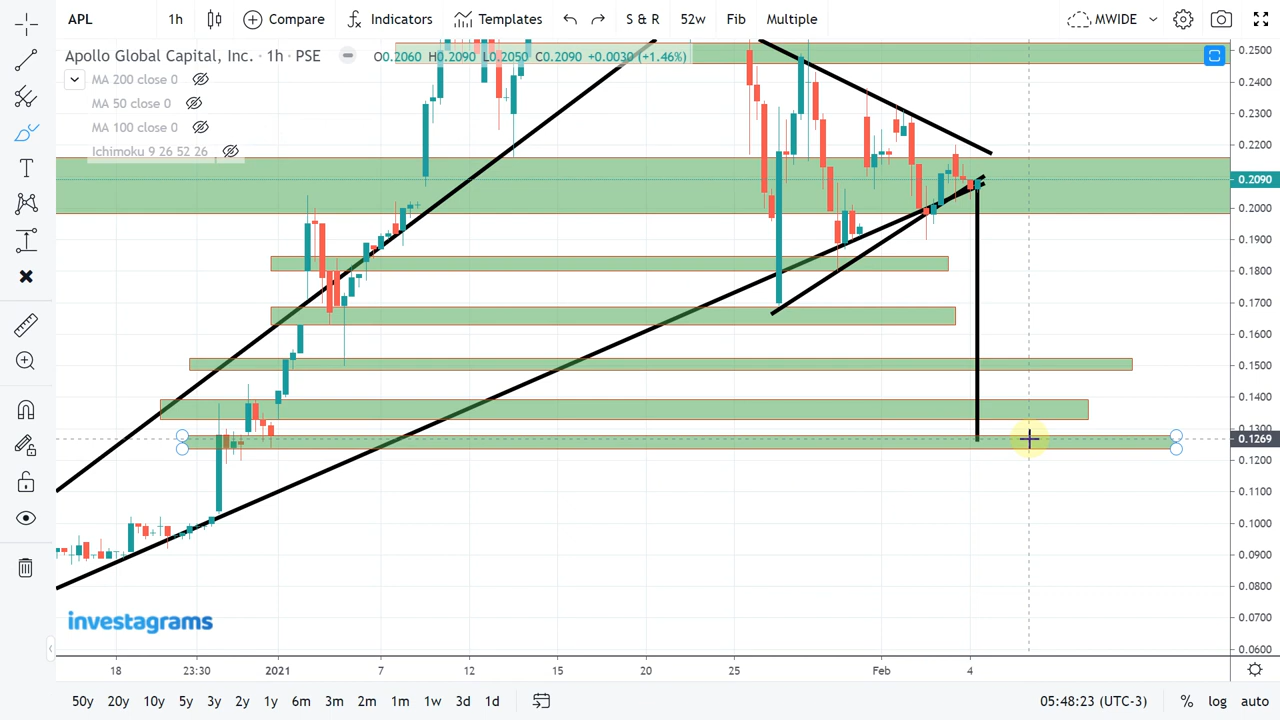 APL 1h Compare Indicators Templates S & R 52w Fib Multiple MWIDE
Apollo Global Capital, Inc. · 1h · PSE O0.2060 H0.2090 L0.2050 C0.2090 +0.0030 (+1.46%)
MA 200 close 0
MA 50 close 0
MA 100 close 0
Ichimoku 9 26 52 26
0.2500
0.2400
0.2300
0.2200
0.2090
0.2000
0.1900
0.1800
0.1700
0.1600
0.1500
0.1400
0.1300
0.1269
0.1200
0.1100
0.1000
0.0900
0.0800
0.0700
0.0600
investagrams
18 23:30 2021 7 12 15 20 25 Feb 4
50y 20y 10y 5y 3y 2y 1y 6m 3m 2m 1m 1w 3d 1d 05:48:23 (UTC-3) % log auto